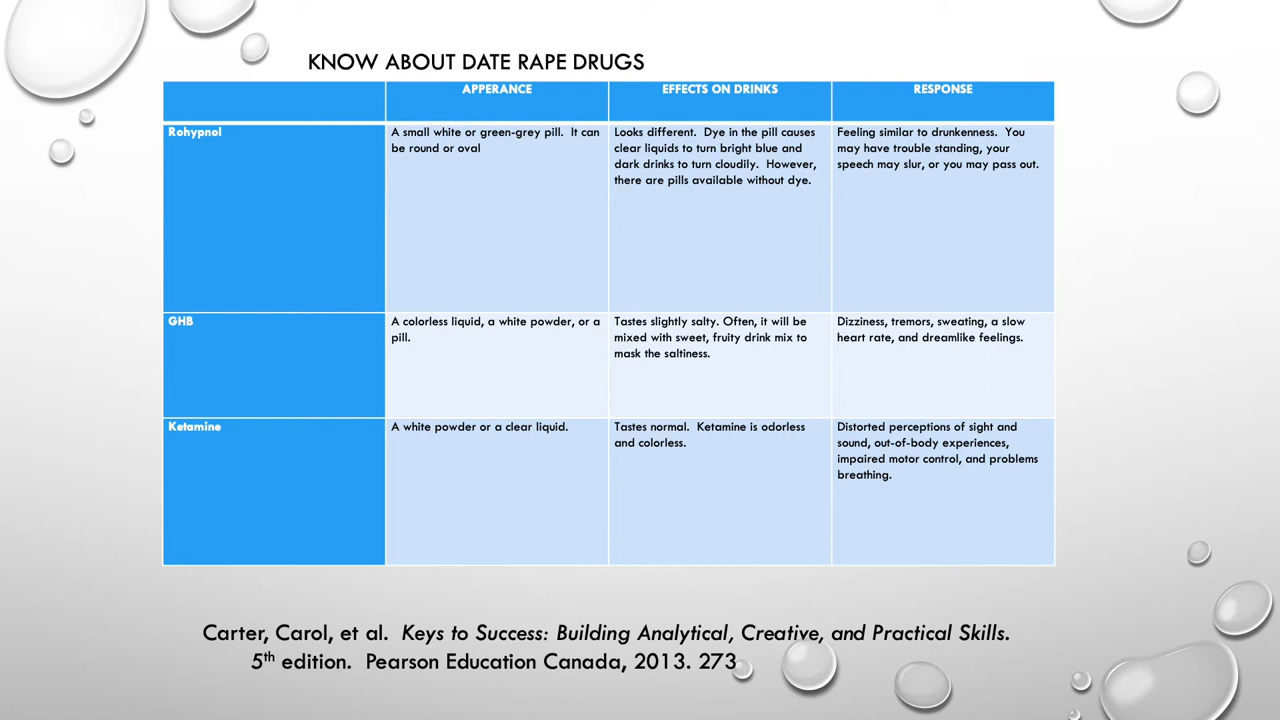 KNOW ABOUT DATE RAPE DRUGS
APPERANCE
EFFECTS ON DRINKS
RESPONSE
Rohypnol
A small white or green-grey pill.  It can
be round or oval
Looks different.  Dye in the pill causes
clear liquids to turn bright blue and
dark drinks to turn cloudily.  However,
there are pills available without dye.
Feeling similar to drunkenness.  You
may have trouble standing, your
speech may slur, or you may pass out.
GHB
A colorless liquid, a white powder, or a
pill.
Tastes slightly salty. Often, it will be
mixed with sweet, fruity drink mix to
mask the saltiness.
Dizziness, tremors, sweating, a slow
heart rate, and dreamlike feelings.
Ketamine
A white powder or a clear liquid.
Tastes normal.  Ketamine is odorless
and colorless.
Distorted perceptions of sight and
sound, out-of-body experiences,
impaired motor control, and problems
breathing.
Carter, Carol, et al.  Keys to Success: Building Analytical, Creative, and Practical Skills.
5th edition.  Pearson Education Canada, 2013. 273